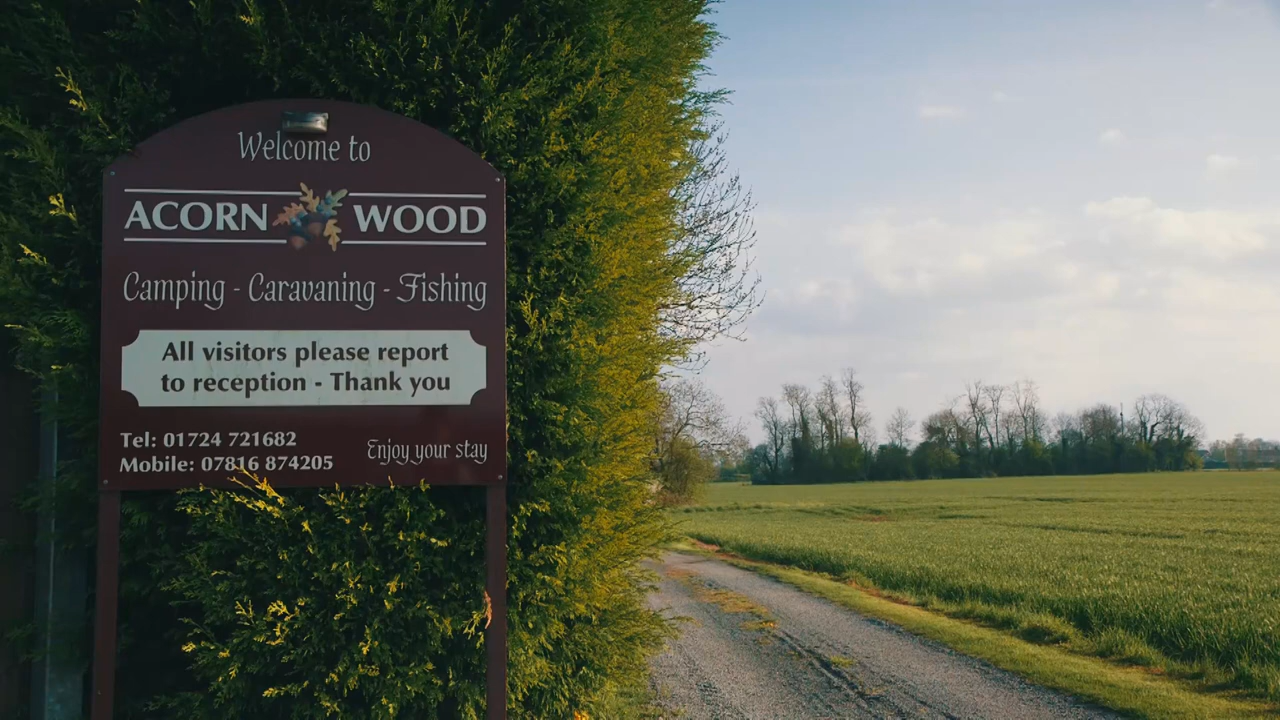 Welcome to
ACORN WOOD
Camping - Caravaning - Fishing
All visitors please report
to reception - Thank you
Tel: 01724 721682
Mobile: 07816 874205
Enjoy your stay